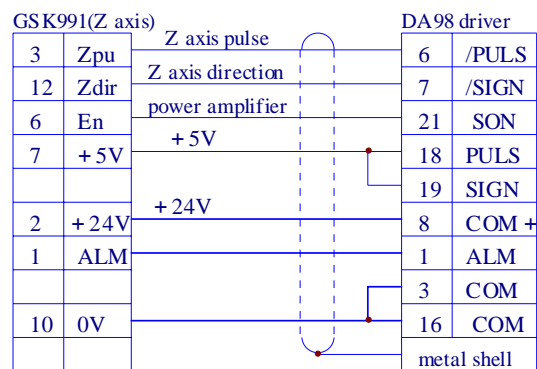 GSK991(Z axis) DA98 driver
3 Zpu Z axis pulse 6 /PULS
12 Zdir Z axis direction 7 /SIGN
6 En power amplifier 21 SON
7 +5V +5V 18 PULS
19 SIGN
2 +24V +24V 8 COM +
1 ALM 1 ALM
3 COM
10 0V 16 COM
metal shell